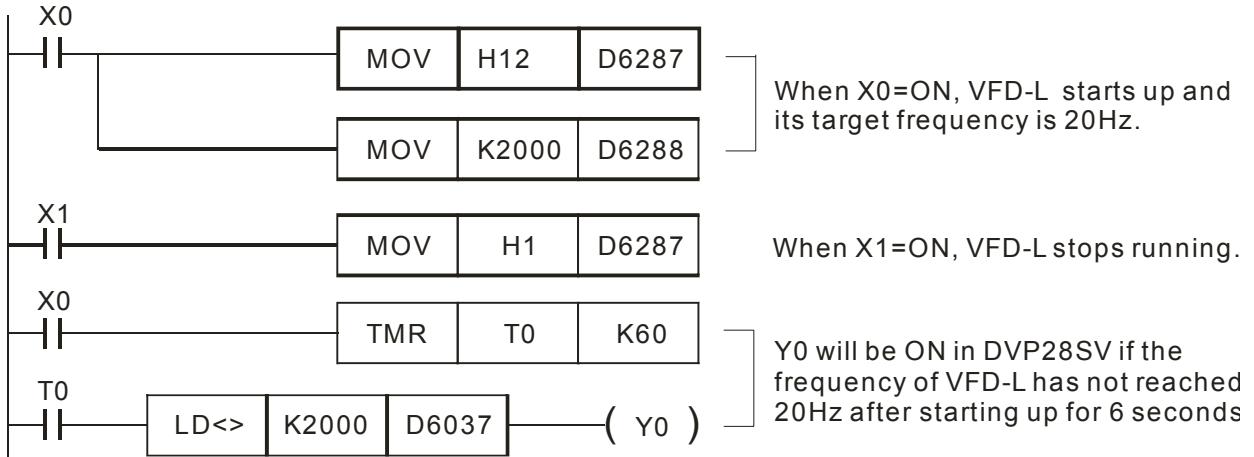 X0
MOV H12 D6287
MOV K2000 D6288
When X0=ON, VFD-L starts up and
its target frequency is 20Hz.
X1
MOV H1 D6287
When X1=ON, VFD-L stops running.
X0
TMR T0 K60
T0
LD<> K2000 D6037 ( Y0 )
Y0 will be ON in DVP28SV if the
frequency of VFD-L has not reached
20Hz after starting up for 6 seconds